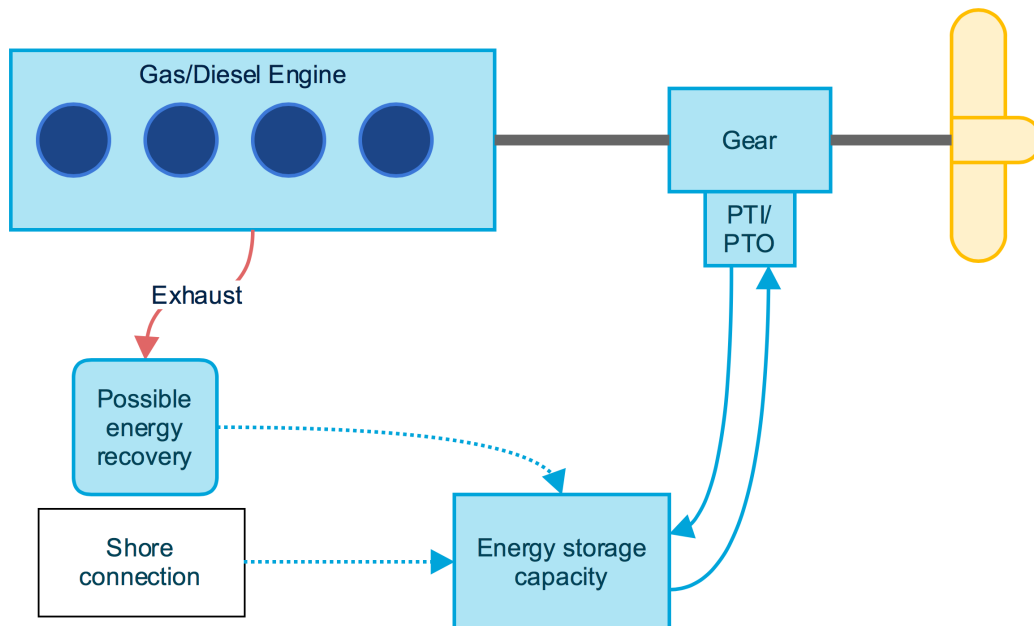 Gas/Diesel Engine
Gear
PTI/
PTO
Exhaust
Possible
energy
recovery
Shore
connection
Energy storage
capacity